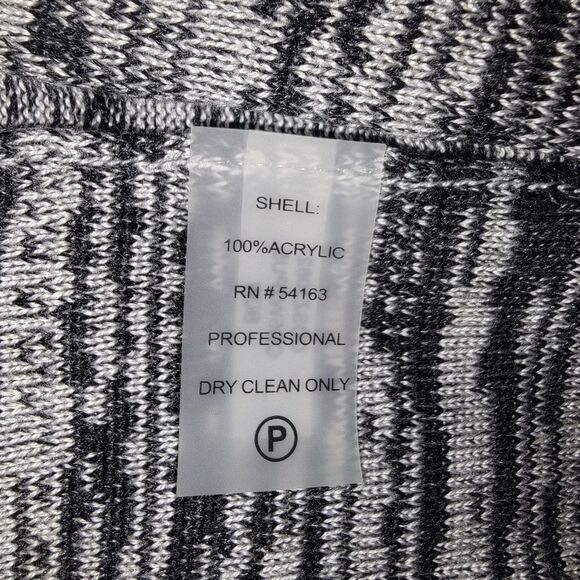 SHELL:
100%ACRYLIC
RN # 54163
PROFESSIONAL
DRY CLEAN ONLY
P